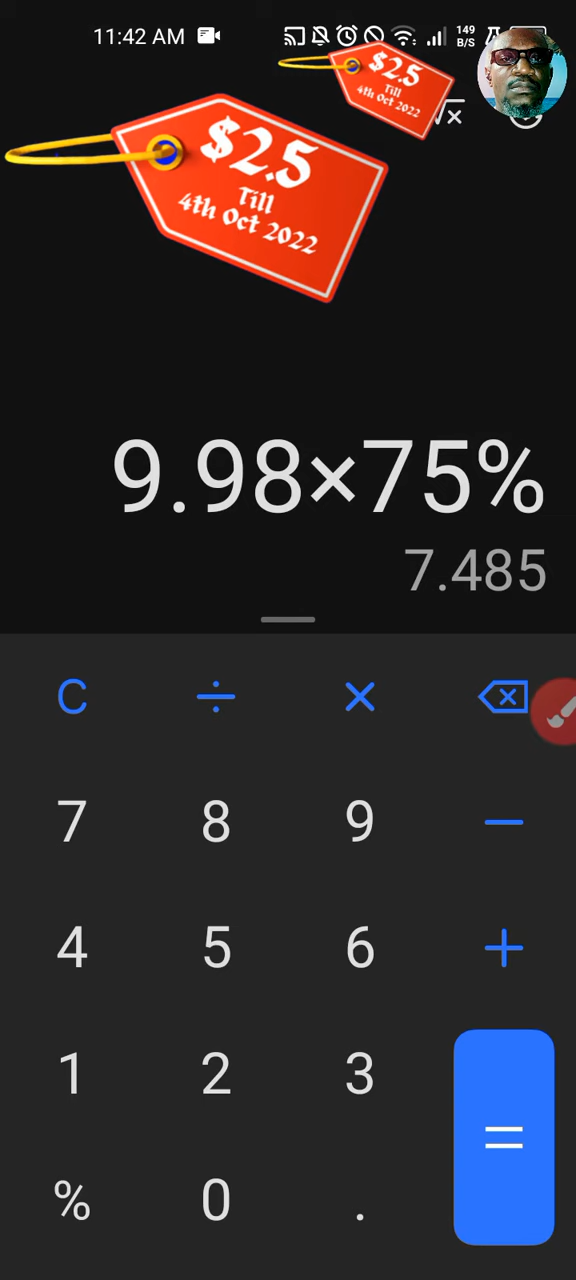 11:42 AM
149
B/S
$2.5
Till
4th Oct 2022
$2.5
Till
4th Oct 2022
√x
9.98×75%
7.485
C ÷ ×
7 8 9 −
4 5 6 +
1 2 3
% 0 . =